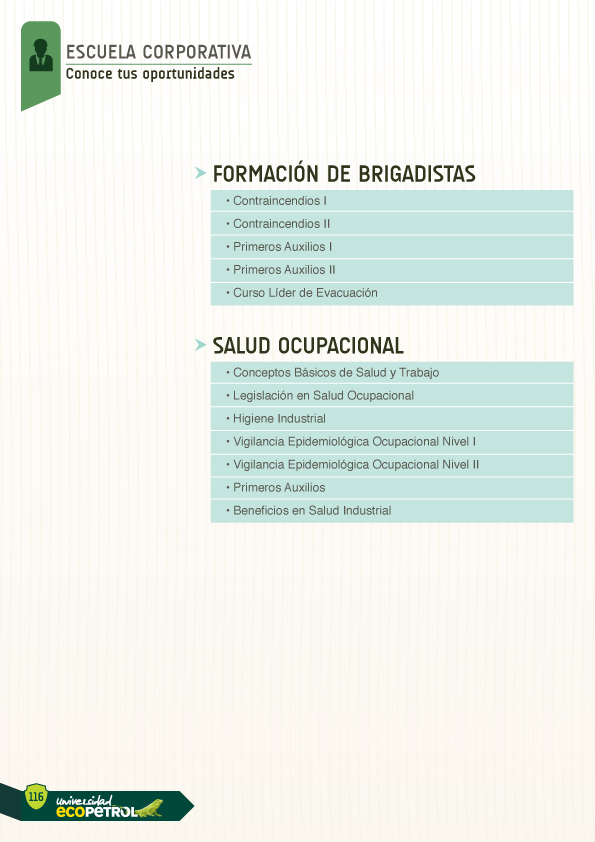 ESCUELA CORPORATIVA
Conoce tus oportunidades
FORMACIÓN DE BRIGADISTAS
• Contraincendios I
• Contraincendios II
• Primeros Auxilios I
• Primeros Auxilios II
• Curso Líder de Evacuación
SALUD OCUPACIONAL
• Conceptos Básicos de Salud y Trabajo
• Legislación en Salud Ocupacional
• Higiene Industrial
• Vigilancia Epidemiológica Ocupacional Nivel I
• Vigilancia Epidemiológica Ocupacional Nivel II
• Primeros Auxilios
• Beneficios en Salud Industrial
116
Universidad
ECOPETROL